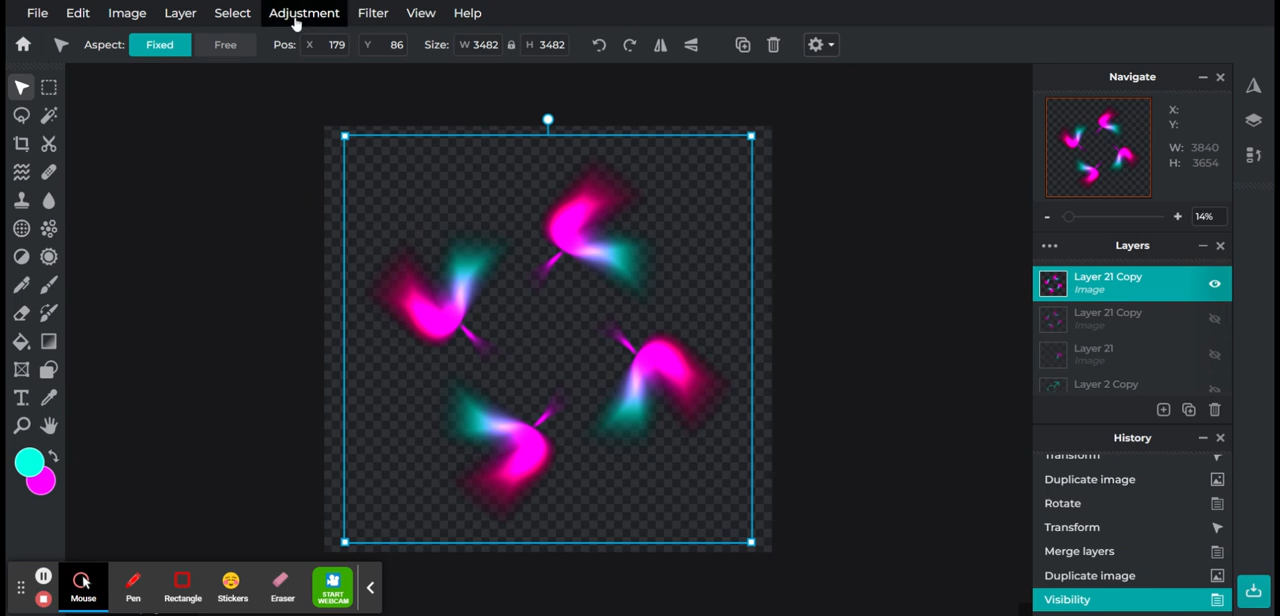 File Edit Image Layer Select Adjustment Filter View Help
Aspect: Fixed Free Pos: X 179 Y 86 Size: W 3482 H 3482
Navigate
X:
Y:
W: 3840
H: 3654
- + 14%
Layers
Layer 21 Copy
Image
Layer 21 Copy
Image
Layer 21
Image
Layer 2 Copy
History
Transform
Duplicate image
Rotate
Transform
Merge layers
Duplicate image
Visibility
Mouse Pen Rectangle Stickers Eraser START
WEBCAM